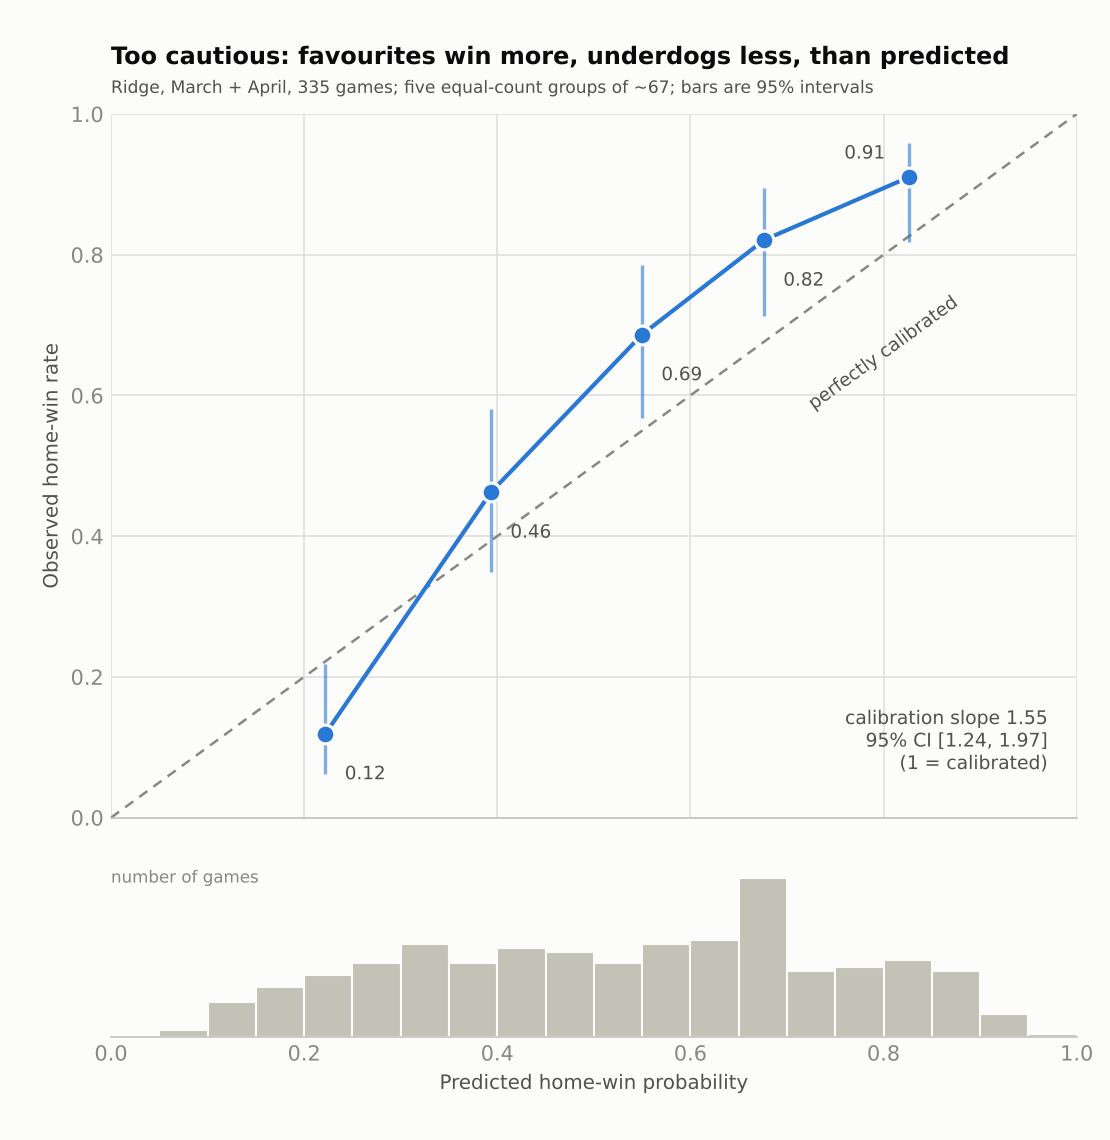 Too cautious: favourites win more, underdogs less, than predicted
Ridge, March + April, 335 games; five equal-count groups of ~67; bars are 95% intervals
1.0
0.91
0.8
0.82
perfectly calibrated
0.69
0.6
Observed home-win rate
0.46
0.4
0.2
calibration slope 1.55
95% CI [1.24, 1.97]
(1 = calibrated)
0.12
0.0
number of games
0.0 0.2 0.4 0.6 0.8 1.0
Predicted home-win probability